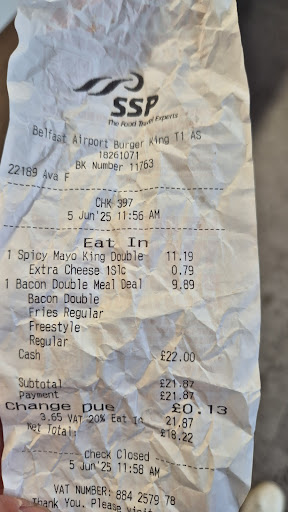 SSP
The Food Travel Experts
Belfast Airport Burger King T1 AS
18261071
BK Number 11763
22189 Ava F
CHK 397
5 Jun'25 11:56 AM
Eat In
1 Spicy Mayo King Double 11.19
Extra Cheese 1Slc 0.79
1 Bacon Double Meal Deal 9.89
Bacon Double
Fries Regular
Freestyle
Regular
Cash £22.00
Subtotal £21.87
Payment £21.87
Change Due £0.13
3.65 VAT 20% Eat In 21.87
Net Total: £18.22
Check Closed
5 Jun'25 11:58 AM
VAT NUMBER: 884 2579 78
Thank You. Please visit